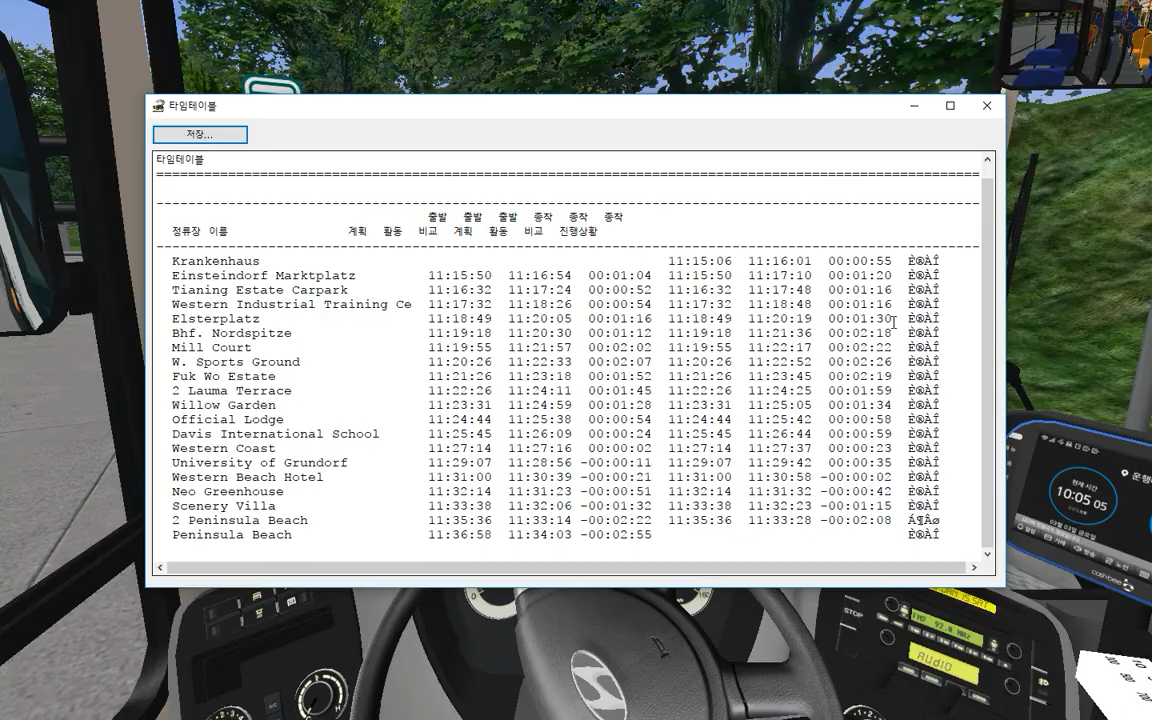 타임테이블
저장...
타임테이블
출발 출발 출발 종착 종착 종착
정류장 이름 계획 활동 비교 계획 활동 비교 진행상황
Krankenhaus 11:15:06 11:16:01 00:00:55 È®ÀÎ
Einsteindorf Marktplatz 11:15:50 11:16:54 00:01:04 11:15:50 11:17:10 00:01:20 È®ÀÎ
Tianing Estate Carpark 11:16:32 11:17:24 00:00:52 11:16:32 11:17:48 00:01:16 È®ÀÎ
Western Industrial Training Ce 11:17:32 11:18:26 00:00:54 11:17:32 11:18:48 00:01:16 È®ÀÎ
Elsterplatz 11:18:49 11:20:05 00:01:16 11:18:49 11:20:19 00:01:30 È®ÀÎ
Bhf. Nordspitze 11:19:18 11:20:30 00:01:12 11:19:18 11:21:36 00:02:18 È®ÀÎ
Mill Court 11:19:55 11:21:57 00:02:02 11:19:55 11:22:17 00:02:22 È®ÀÎ
W. Sports Ground 11:20:26 11:22:33 00:02:07 11:20:26 11:22:52 00:02:26 È®ÀÎ
Fuk Wo Estate 11:21:26 11:23:18 00:01:52 11:21:26 11:23:45 00:02:19 È®ÀÎ
2 Lauma Terrace 11:22:26 11:24:11 00:01:45 11:22:26 11:24:25 00:01:59 È®ÀÎ
Willow Garden 11:23:31 11:24:59 00:01:28 11:23:31 11:25:05 00:01:34 È®ÀÎ
Official Lodge 11:24:44 11:25:38 00:00:54 11:24:44 11:25:42 00:00:58 È®ÀÎ
Davis International School 11:25:45 11:26:09 00:00:24 11:25:45 11:26:44 00:00:59 È®ÀÎ
Western Coast 11:27:14 11:27:16 00:00:02 11:27:14 11:27:37 00:00:23 È®ÀÎ
University of Grundorf 11:29:07 11:28:56 -00:00:11 11:29:07 11:29:42 00:00:35 È®ÀÎ
Western Beach Hotel 11:31:00 11:30:39 -00:00:21 11:31:00 11:30:58 -00:00:02 È®ÀÎ
Neo Greenhouse 11:32:14 11:31:23 -00:00:51 11:32:14 11:31:32 -00:00:42 È®ÀÎ
Scenery Villa 11:33:38 11:32:06 -00:01:32 11:33:38 11:32:23 -00:01:15 È®ÀÎ
2 Peninsula Beach 11:35:36 11:33:14 -00:02:22 11:35:36 11:33:28 -00:02:08 Á¶Âø
Peninsula Beach 11:36:58 11:34:03 -00:02:55 È®ÀÎ
현재 시간
10:05 05
cashbee
STOP
AUDIO